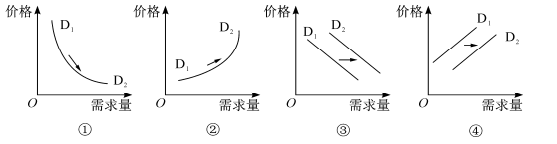 价格 D₁ D₂ O 需求量 ①
价格 D₁ D₂ O 需求量 ②
价格 D₁ D₂ O 需求量 ③
价格 D₁ D₂ O 需求量 ④